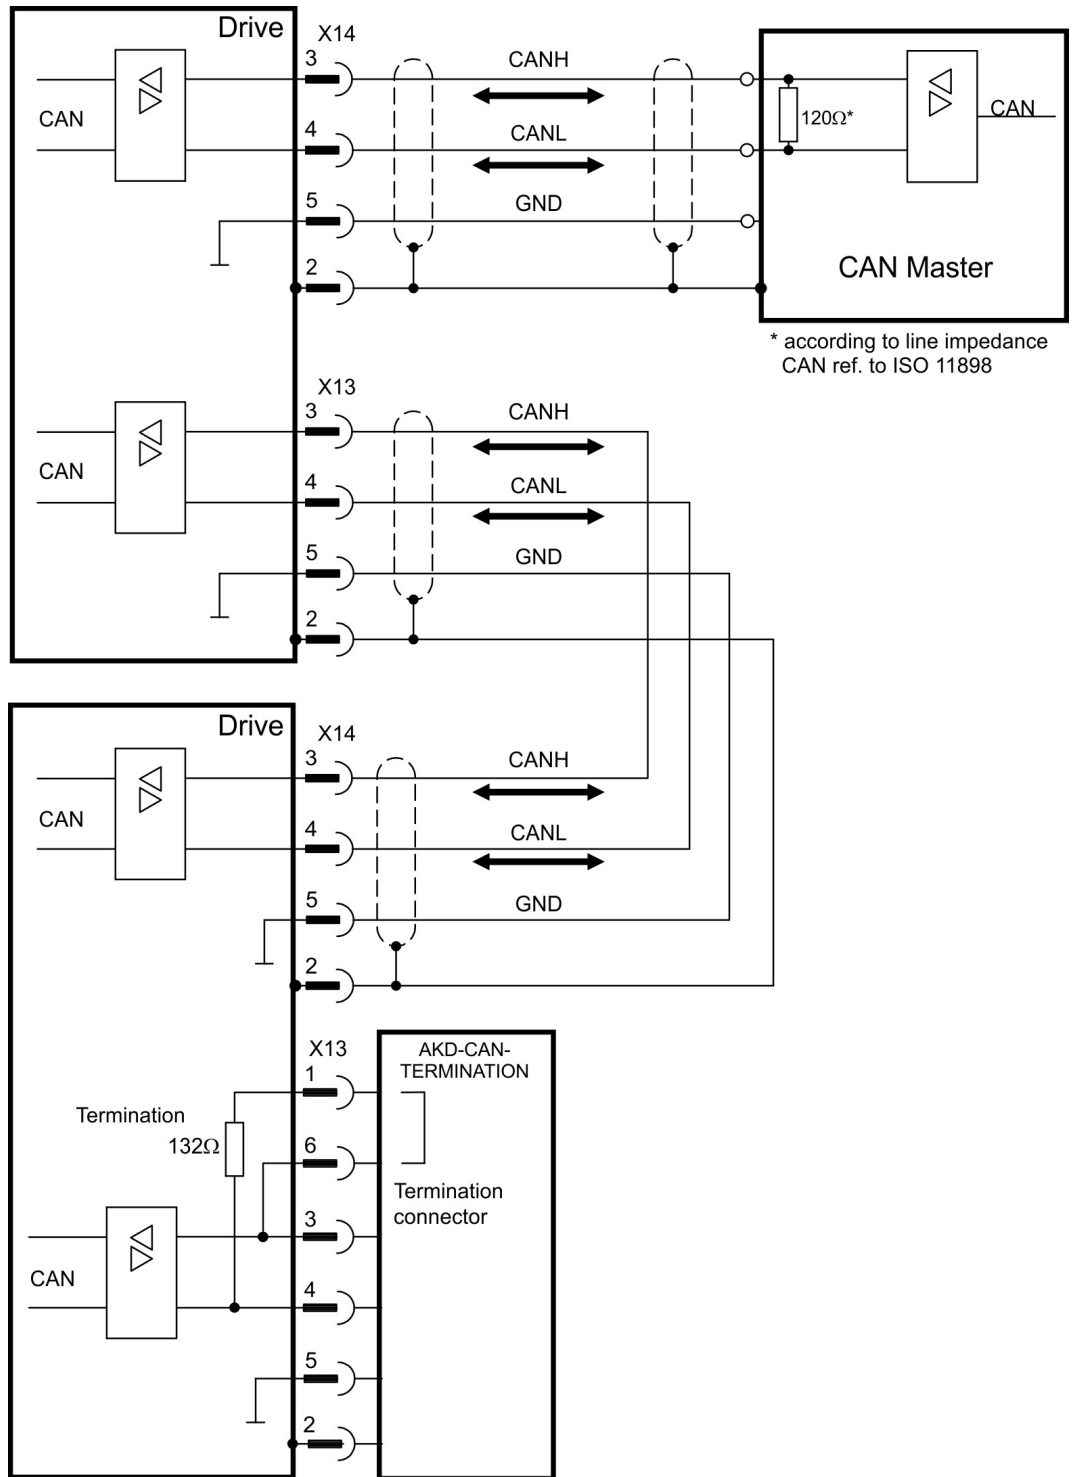 Drive
X14
3
CANH
CAN
120Ω*
CAN
4
CANL
5
GND
2
CAN Master
* according to line impedance
CAN ref. to ISO 11898
X13
3
CANH
CAN
4
CANL
5
GND
2
Drive
X14
3
CANH
CAN
4
CANL
5
GND
2
X13
AKD-CAN-
TERMINATION
1
Termination
132Ω
6
Termination
connector
3
CAN
4
5
2